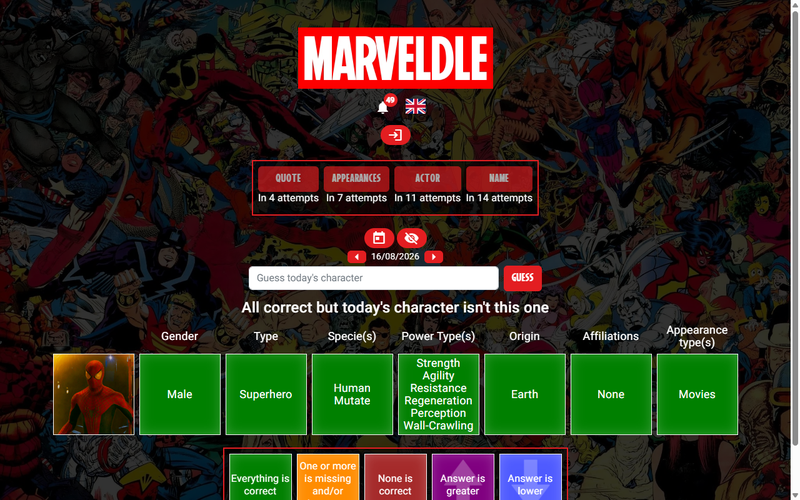 MARVELDLE
49
QUOTE
APPEARANCES
ACTOR
NAME
In 4 attempts
In 7 attempts
In 11 attempts
In 14 attempts
16/08/2026
Guess today's character
GUESS
All correct but today's character isn't this one
Gender
Type
Specie(s)
Power Type(s)
Origin
Affiliations
Appearance
type(s)
Male
Superhero
Human
Mutate
Strength
Agility
Resistance
Regeneration
Perception
Wall-Crawling
Earth
None
Movies
Everything is
correct
One or more
is missing
and/or
None is
correct
Answer is
greater
Answer is
lower